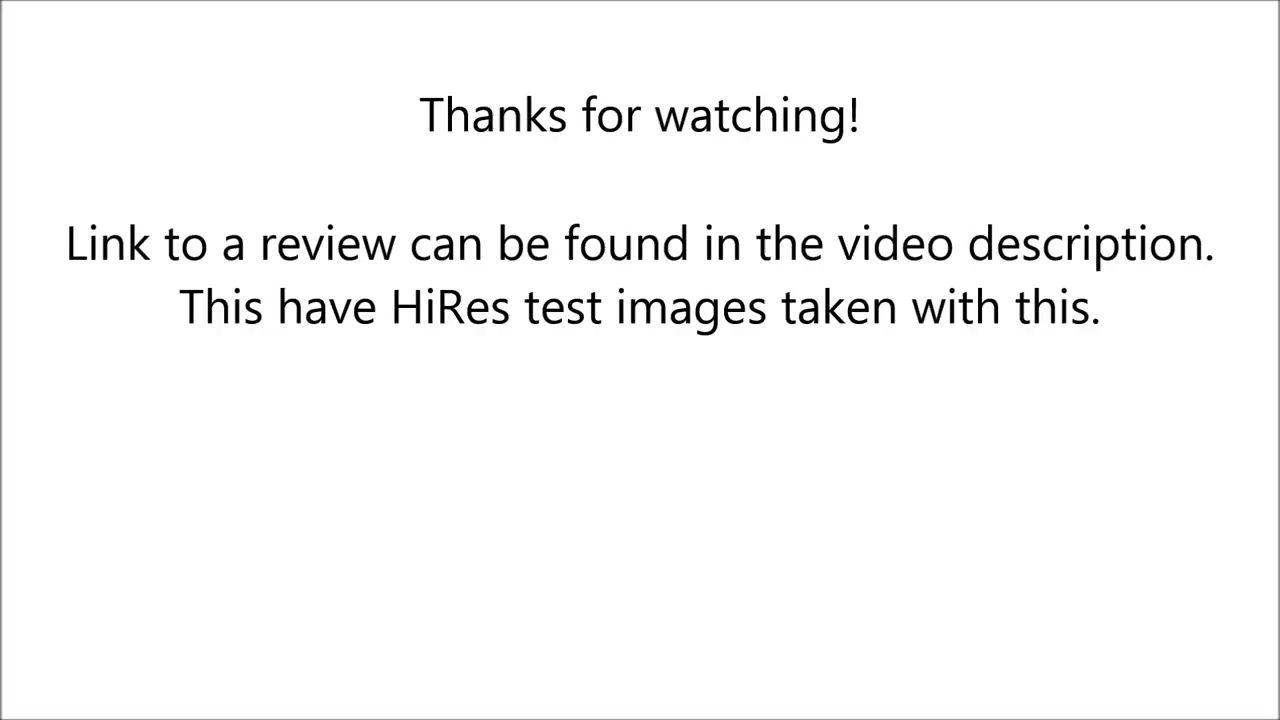 Thanks for watching!
Link to a review can be found in the video description.
This have HiRes test images taken with this.